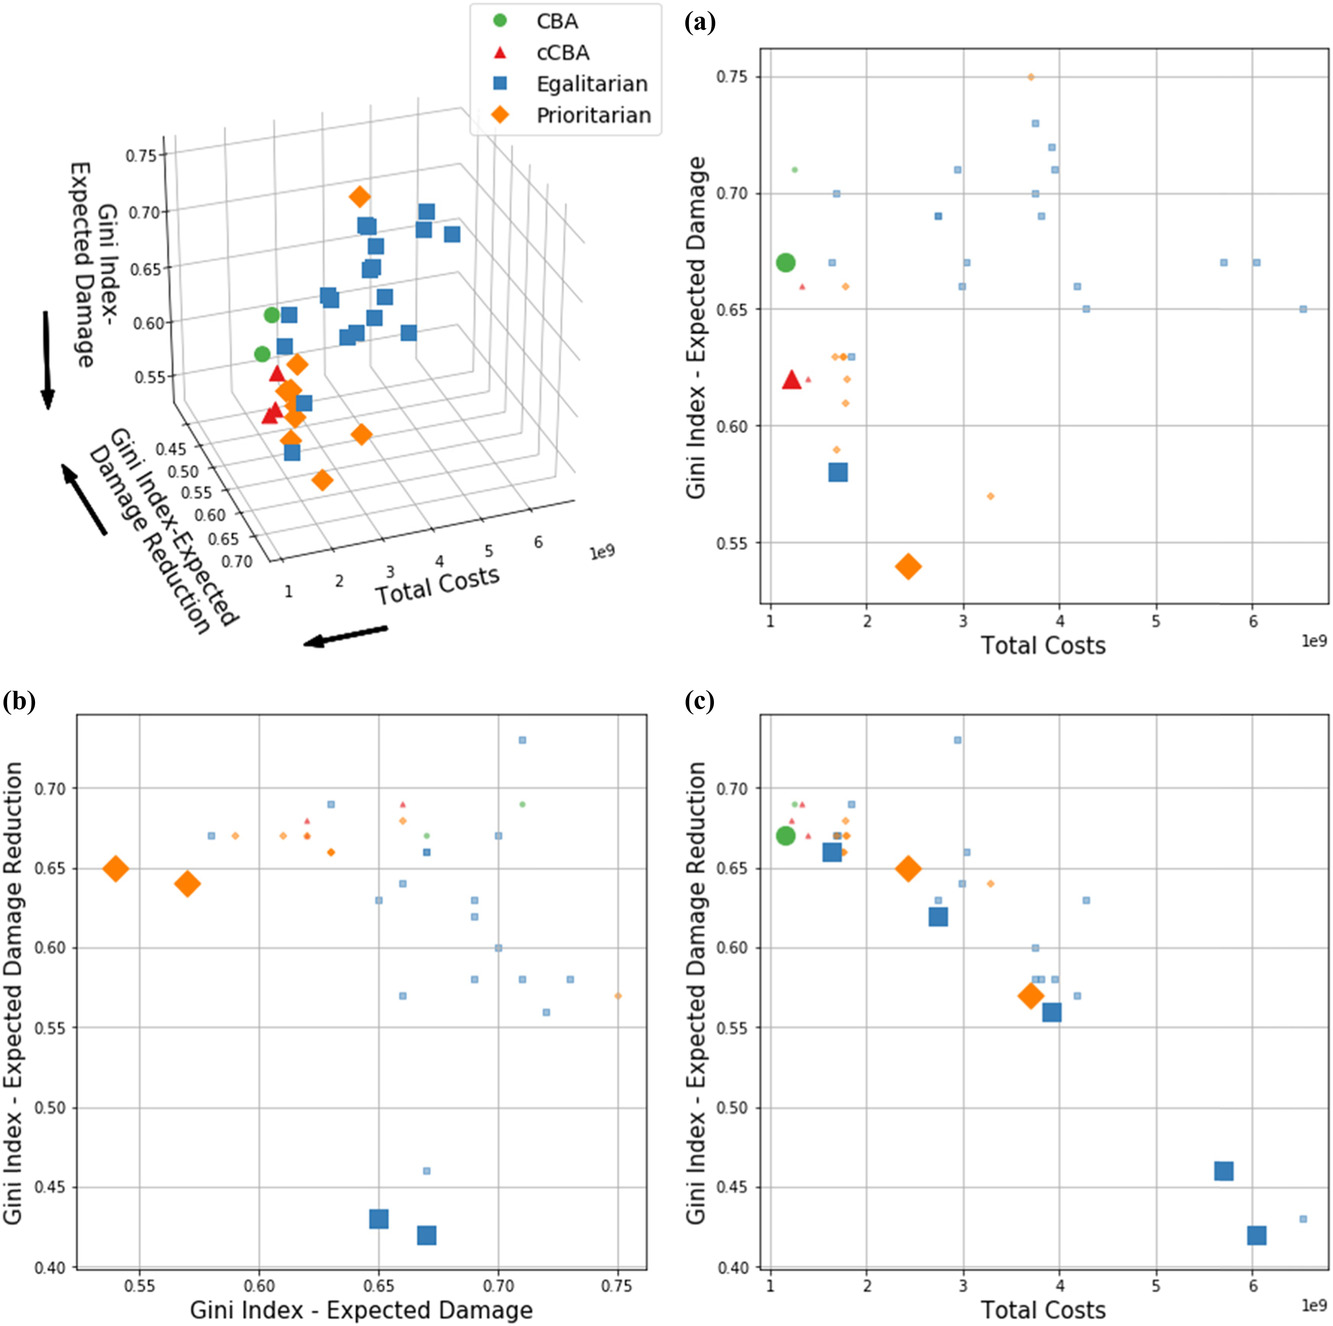 CBA
cCBA
Egalitarian
Prioritarian
Gini Index-
Expected Damage
0.75
0.70
0.65
0.60
0.55
Gini Index-Expected
Damage Reduction
0.45
0.50
0.55
0.60
0.65
0.70
1
2
3
4
5
6
1e9
Total Costs
(a)
Gini Index - Expected Damage
0.75
0.70
0.65
0.60
0.55
1
2
3
4
5
6
1e9
Total Costs
(b)
Gini Index - Expected Damage Reduction
0.70
0.65
0.60
0.55
0.50
0.45
0.40
0.55
0.60
0.65
0.70
0.75
Gini Index - Expected Damage
(c)
Gini Index - Expected Damage Reduction
0.70
0.65
0.60
0.55
0.50
0.45
0.40
1
2
3
4
5
6
1e9
Total Costs